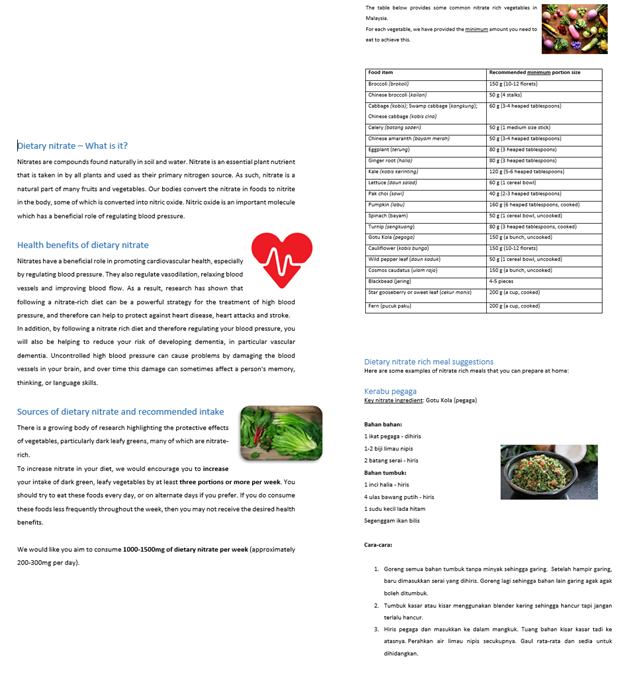 Dietary nitrate – What is it?
Nitrates are compounds found naturally in soil and water. Nitrate is an essential plant nutrient
that is taken in by all plants and used as their primary nitrogen source. As such, nitrate is a
natural part of many fruits and vegetables. Our bodies convert the nitrate in foods to nitrite
in the body, some of which is converted into nitric oxide. Nitric oxide is an important molecule
which has a beneficial role of regulating blood pressure.
Health benefits of dietary nitrate
Nitrates have a beneficial role in promoting cardiovascular health, especially
by regulating blood pressure. They also regulate vasodilation, relaxing blood
vessels and improving blood flow. As a result, research has shown that
following a nitrate-rich diet can be a powerful strategy for the treatment of high blood
pressure, and therefore can help to protect against heart disease, heart attacks and stroke.
In addition, by following a nitrate rich diet and therefore regulating your blood pressure, you
will also be helping to reduce your risk of developing dementia, in particular vascular
dementia. Uncontrolled high blood pressure can cause problems by damaging the blood
vessels in your brain, and over time this damage can sometimes affect a person's memory,
thinking, or language skills.
Sources of dietary nitrate and recommended intake
There is a growing body of research highlighting the protective effects
of vegetables, particularly dark leafy greens, many of which are nitrate-
rich.
To increase nitrate in your diet, we would encourage you to increase
your intake of dark green, leafy vegetables by at least three portions or more per week. You
should try to eat these foods every day, or on alternate days if you prefer. If you do consume
these foods less frequently throughout the week, then you may not receive the desired health
benefits.
We would like you aim to consume 1000-1500mg of dietary nitrate per week (approximately
200-300mg per day).
The table below provides some common nitrate rich vegetables in
Malaysia.
For each vegetable, we have provided the minimum amount you need to
eat to achieve this.
Food item Recommended minimum portion size
Broccoli (brokoli) 150 g (10-12 florets)
Chinese broccoli (kailan) 50 g (4 stalks)
Cabbage (kobis); Swamp cabbage (kangkung); 60 g (3-4 heaped tablespoons)
Chinese cabbage (kobis cina)
Celery (batang saderi) 50 g (1 medium size stick)
Chinese amaranth (bayam merah) 50 g (3-4 heaped tablespoons)
Eggplant (terung) 80 g (3 heaped tablespoons)
Ginger root (halia) 80 g (3 heaped tablespoons)
Kale (kobis kerinting) 120 g (5-6 heaped tablespoons)
Lettuce (daun salad) 60 g (1 cereal bowl)
Pak choi (sawi) 40 g (2-3 heaped tablespoons)
Pumpkin (labu) 160 g (6 heaped tablespoons, cooked)
Spinach (bayam) 50 g (1 cereal bowl, uncooked)
Turnip (sengkuang) 80 g (3 heaped tablespoons, cooked)
Gotu Kola (pegaga) 150 g (a bunch, uncooked)
Cauliflower (kobis bunga) 150 g (10-12 florets)
Wild pepper leaf (daun kaduk) 50 g (1 cereal bowl, uncooked)
Cosmos caudatus (ulam raja) 150 g (a bunch, uncooked)
Blackbead (jering) 4-5 pieces
Star gooseberry or sweet leaf (cekur manis) 200 g (a cup, cooked)
Fern (pucuk paku) 200 g (a cup, cooked)
Dietary nitrate rich meal suggestions
Here are some examples of nitrate rich meals that you can prepare at home:
Kerabu pegaga
Key nitrate ingredient: Gotu Kola (pegaga)
Bahan bahan:
1 ikat pegaga - dihiris
1-2 biji limau nipis
2 batang serai - hiris
Bahan tumbuk:
1 inci halia - hiris
4 ulas bawang putih - hiris
1 sudu kecil lada hitam
Segenggam ikan bilis
Cara-cara:
1. Goreng semua bahan tumbuk tanpa minyak sehingga garing. Setelah hampir garing,
baru dimasukkan serai yang dihiris. Goreng lagi sehingga bahan lain garing agak agak
boleh ditumbuk.
2. Tumbuk kasar atau kisar menggunakan blender kering sehingga hancur tapi jangan
terlalu hancur.
3. Hiris pegaga dan masukkan ke dalam mangkuk. Tuang bahan kisar kasar tadi ke
atasnya. Perahkan air limau nipis secukupnya. Gaul rata-rata dan sedia untuk
dihidangkan.